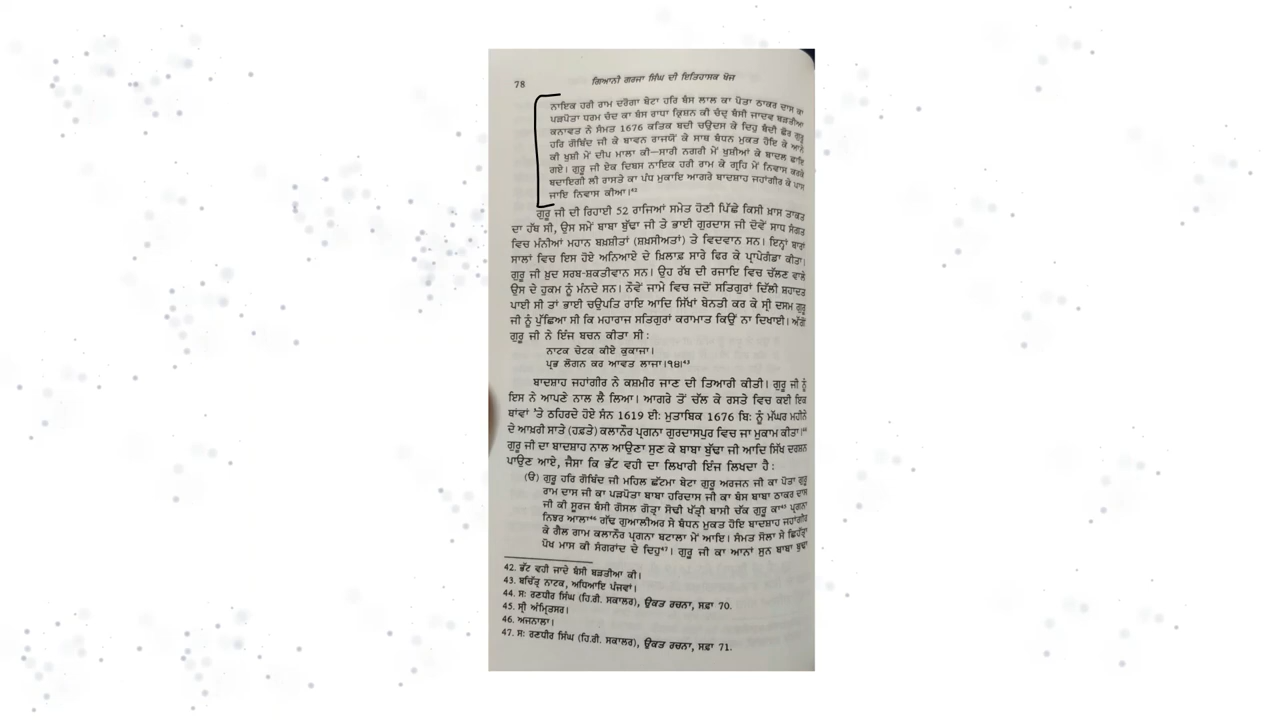 78
ਗਿਆਨੀ ਗਰਜਾ ਸਿੰਘ ਦੀ ਇਤਿਹਾਸਕ ਖੋਜ
ਨਾਇਕ ਹਰੀ ਰਾਮ ਦਰੋਗਾ ਬੇਟਾ ਹਰਿ ਬੰਸ ਲਾਲ ਕਾ ਪੋਤਾ ਠਾਕਰ ਦਾਸ ਕਾ
ਪੜਪੋਤਾ ਧਰਮ ਚੰਦ ਕਾ ਬੰਸ ਰਾਧਾ ਕ੍ਰਿਸ਼ਨ ਕੀ ਚੰਦ੍ਰ ਬੰਸੀ ਜਾਦਵ ਬੜਤੀਆ
ਕਨਾਵਤ ਨੇ ਸੰਮਤ 1676 ਕਤਿਕ ਬਦੀ ਚਉਦਸ ਕੇ ਦਿਹੁ ਬੰਦੀ ਛੋਰ ਗੁਰੂ
ਹਰਿ ਗੋਬਿੰਦ ਜੀ ਕੇ ਬਾਵਨ ਰਾਜਯੋਂ ਕੇ ਸਾਥ ਬੰਧਨ ਮੁਕਤ ਹੋਇ ਕੇ ਆਨੇ
ਕੀ ਖੁਸ਼ੀ ਮੇਂ ਦੀਪ ਮਾਲਾ ਕੀ—ਸਾਰੀ ਨਗਰੀ ਮੇਂ ਖੁਸ਼ੀਆਂ ਕੇ ਬਾਦਲ ਛਾਇ
ਗਏ। ਗੁਰੂ ਜੀ ਏਕ ਦਿਬਸ ਨਾਇਕ ਹਰੀ ਰਾਮ ਕੇ ਗ੍ਰਹਿ ਮੇਂ ਨਿਵਾਸ ਕਰਕੇ
ਬਦਾਇਗੀ ਲੀ ਰਾਸਤੇ ਕਾ ਪੰਧ ਮੁਕਾਇ ਆਗਰੇ ਬਾਦਸ਼ਾਹ ਜਹਾਂਗੀਰ ਕੇ ਪਾਸ
ਜਾਇ ਨਿਵਾਸ ਕੀਆ।⁴²
ਗੁਰੂ ਜੀ ਦੀ ਰਿਹਾਈ 52 ਰਾਜਿਆਂ ਸਮੇਤ ਹੋਣੀ ਪਿੱਛੇ ਕਿਸੀ ਖ਼ਾਸ ਤਾਕਤ
ਦਾ ਹੱਥ ਸੀ, ਉਸ ਸਮੇਂ ਬਾਬਾ ਬੁੱਢਾ ਜੀ ਤੇ ਭਾਈ ਗੁਰਦਾਸ ਜੀ ਦੋਵੇਂ ਸਾਧ ਸੰਗਤ
ਵਿਚ ਮੰਨੀਆਂ ਮਹਾਨ ਬਖ਼ਸ਼ੀਤਾਂ (ਸ਼ਖ਼ਸੀਅਤਾਂ) ਤੇ ਵਿਦਵਾਨ ਸਨ। ਇਨ੍ਹਾਂ ਬਾਰਾਂ
ਸਾਲਾਂ ਵਿਚ ਇਸ ਹੋਏ ਅਨਿਆਏ ਦੇ ਖ਼ਿਲਾਫ਼ ਸਾਰੇ ਫਿਰ ਕੇ ਪ੍ਰਾਪੇਗੰਡਾ ਕੀਤਾ।
ਗੁਰੂ ਜੀ ਖ਼ੁਦ ਸਰਬ-ਸ਼ਕਤੀਵਾਨ ਸਨ। ਉਹ ਰੱਬ ਦੀ ਰਜਾਇ ਵਿਚ ਚੱਲਣ ਵਾਲੇ
ਉਸ ਦੇ ਹੁਕਮ ਨੂੰ ਮੰਨਦੇ ਸਨ। ਨੌਵੇਂ ਜਾਮੇ ਵਿਚ ਜਦੋਂ ਸਤਿਗੁਰਾਂ ਦਿੱਲੀ ਸ਼ਹਾਦਤ
ਪਾਈ ਸੀ ਤਾਂ ਭਾਈ ਚਉਪਤਿ ਰਾਇ ਆਦਿ ਸਿੱਖਾਂ ਬੇਨਤੀ ਕਰ ਕੇ ਸ੍ਰੀ ਦਸਮ ਗੁਰੂ
ਜੀ ਨੂੰ ਪੁੱਛਿਆ ਸੀ ਕਿ ਮਹਾਰਾਜ ਸਤਿਗੁਰਾਂ ਕਰਾਮਾਤ ਕਿਉਂ ਨਾ ਦਿਖਾਈ। ਅੱਗੋਂ
ਗੁਰੂ ਜੀ ਨੇ ਇੰਜ ਬਚਨ ਕੀਤਾ ਸੀ :
ਨਾਟਕ ਚੇਟਕ ਕੀਏ ਕੁਕਾਜਾ।
ਪ੍ਰਭ ਲੋਗਨ ਕਰ ਆਵਤ ਲਾਜਾ।੧੪।⁴³
ਬਾਦਸ਼ਾਹ ਜਹਾਂਗੀਰ ਨੇ ਕਸ਼ਮੀਰ ਜਾਣ ਦੀ ਤਿਆਰੀ ਕੀਤੀ। ਗੁਰੂ ਜੀ ਨੂੰ
ਇਸ ਨੇ ਆਪਣੇ ਨਾਲ ਲੈ ਲਿਆ। ਆਗਰੇ ਤੋਂ ਚੱਲ ਕੇ ਰਸਤੇ ਵਿਚ ਕਈ ਇਕ
ਥਾਂਵਾਂ 'ਤੇ ਠਹਿਰਦੇ ਹੋਏ ਸੰਨ 1619 ਈ: ਮੁਤਾਬਿਕ 1676 ਬਿ: ਨੂੰ ਮੱਘਰ ਮਹੀਨੇ
ਦੇ ਆਖ਼ਰੀ ਸਾਤੇ (ਹਫ਼ਤੇ) ਕਲਾਨੌਰ ਪ੍ਰਗਨਾ ਗੁਰਦਾਸਪੁਰ ਵਿਚ ਜਾ ਮੁਕਾਮ ਕੀਤਾ।⁴⁴
ਗੁਰੂ ਜੀ ਦਾ ਬਾਦਸ਼ਾਹ ਨਾਲ ਆਉਣਾ ਸੁਣ ਕੇ ਬਾਬਾ ਬੁੱਢਾ ਜੀ ਆਦਿ ਸਿੱਖ ਦਰਸ਼ਨ
ਪਾਉਣ ਆਏ, ਜੈਸਾ ਕਿ ਭੱਟ ਵਹੀ ਦਾ ਲਿਖਾਰੀ ਇੰਜ ਲਿਖਦਾ ਹੈ :
(ੳ) ਗੁਰੂ ਹਰਿ ਗੋਬਿੰਦ ਜੀ ਮਹਿਲ ਛੱਟਮਾ ਬੇਟਾ ਗੁਰੂ ਅਰਜਨ ਜੀ ਕਾ ਪੋਤਾ ਗੁਰੂ
ਰਾਮ ਦਾਸ ਜੀ ਕਾ ਪੜਪੋਤਾ ਬਾਬਾ ਹਰਿਦਾਸ ਜੀ ਕਾ ਬੰਸ ਬਾਬਾ ਠਾਕਰ ਦਾਸ
ਜੀ ਕੀ ਸੂਰਜ ਬੰਸੀ ਗੋਸਲ ਗੋਤ੍ਰਾ ਸੋਢੀ ਖੱਤ੍ਰੀ ਬਾਸੀ ਚੱਕ ਗੁਰੂ ਕਾ⁴⁵ ਪ੍ਰਗਨਾ
ਨਿਝਰ ਆਲਾ⁴⁶ ਗੱਢ ਗੁਆਲੀਅਰ ਸੇ ਬੰਧਨ ਮੁਕਤ ਹੋਇ ਬਾਦਸ਼ਾਹ ਜਹਾਂਗੀਰ
ਕੇ ਗੈਲ ਗਾਮ ਕਲਾਨੌਰ ਪ੍ਰਗਨਾ ਬਟਾਲਾ ਮੇਂ ਆਇ। ਸੰਮਤ ਸੋਲਾ ਸੇ ਛਿਹੱਤ੍ਰਾ
ਪੋਖ ਮਾਸ ਕੀ ਸੰਗਰਾਂਦ ਦੇ ਦਿਹੁ⁴⁷। ਗੁਰੂ ਜੀ ਕਾ ਆਨਾਂ ਸੁਨ ਬਾਬਾ ਬੁਢਾ
42. ਭੱਟ ਵਹੀ ਜਾਦੋ ਬੰਸੀ ਬੜਤੀਆ ਕੀ।
43. ਬਚਿੱਤ੍ਰ ਨਾਟਕ, ਅਧਿਆਇ ਪੰਜਵਾਂ।
44. ਸ: ਰਣਧੀਰ ਸਿੰਘ (ਹਿ.ਰੀ. ਸਕਾਲਰ), ਉਕਤ ਰਚਨਾ, ਸਫ਼ਾ 70.
45. ਸ੍ਰੀ ਅੰਮ੍ਰਿਤਸਰ।
46. ਅਜਨਾਲਾ।
47. ਸ: ਰਣਧੀਰ ਸਿੰਘ (ਹਿ.ਰੀ. ਸਕਾਲਰ), ਉਕਤ ਰਚਨਾ, ਸਫ਼ਾ 71.